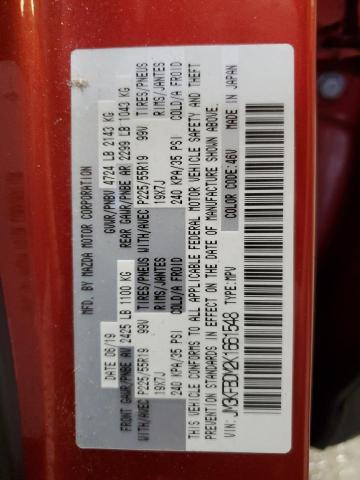 MFD. BY MAZDA MOTOR CORPORATION
DATE 06/19 GVWR/PNBV 4724 LB 2143 KG
FRONT GAWR/PNBE AV 2425 LB 1100 KG REAR GAWR/PNBE AR 2299 LB 1043 KG
WITH/AVEC P225/55R19 99V TIRES/PNEUS WITH/AVEC P225/55R19 99V TIRES/PNEUS
19X7J RIMS/JANTES 19X7J RIMS/JANTES
240 KPA/35 PSI COLD/A FROID 240 KPA/35 PSI COLD/A FROID
THIS VEHICLE CONFORMS TO ALL APPLICABLE FEDERAL MOTOR VEHICLE SAFETY AND THEFT
PREVENTION STANDARDS IN EFFECT ON THE DATE OF MANUFACTURE SHOWN ABOVE.
COLOR CODE: 46V MADE IN JAPAN
VIN: TYPE: MPV